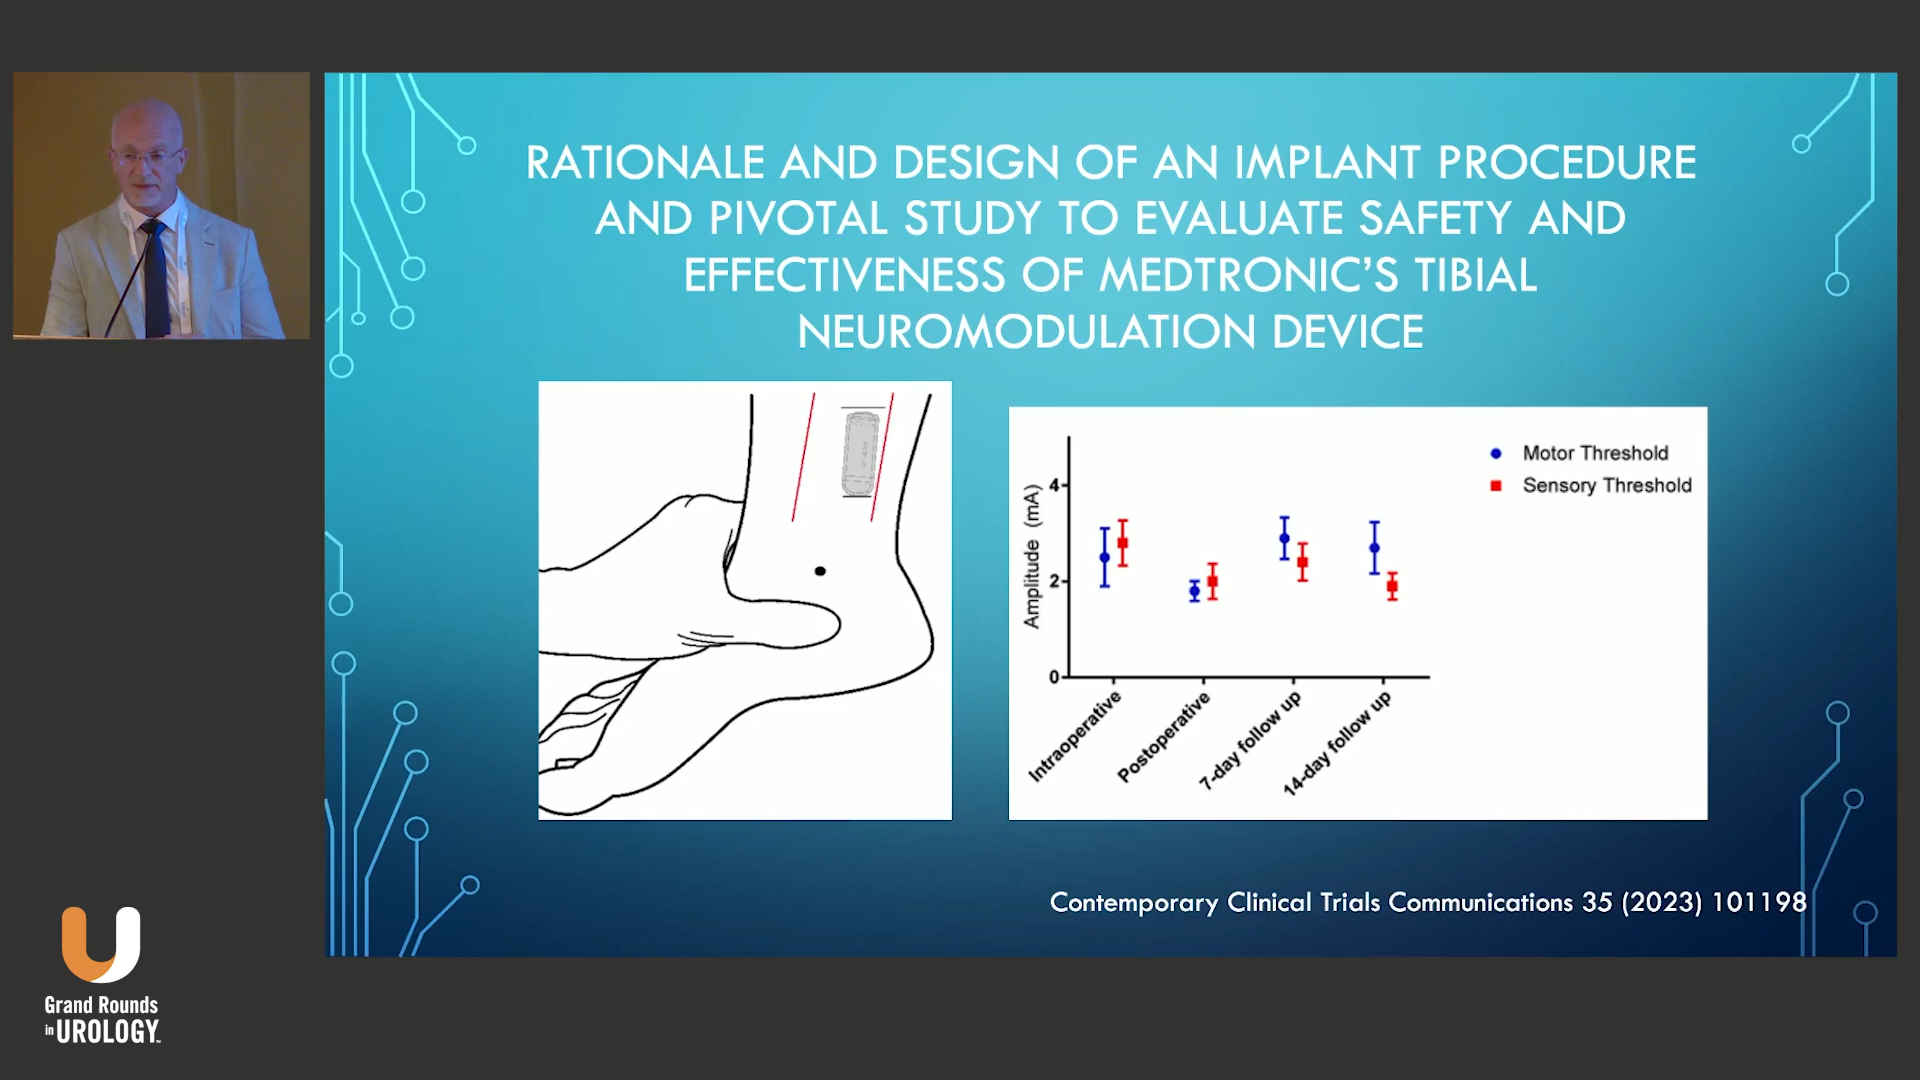 RATIONALE AND DESIGN OF AN IMPLANT PROCEDURE
AND PIVOTAL STUDY TO EVALUATE SAFETY AND
EFFECTIVENESS OF MEDTRONIC'S TIBIAL
NEUROMODULATION DEVICE
Motor Threshold
Sensory Threshold
Amplitude (mA)
4
2
0
Intraoperative
Postoperative
7-day follow up
14-day follow up
Contemporary Clinical Trials Communications 35 (2023) 101198
U
Grand Rounds
in UROLOGY™